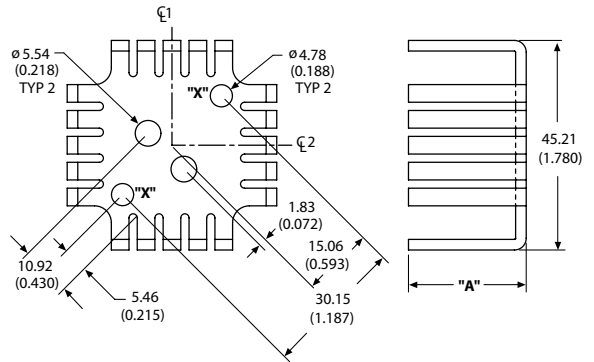 ℄1
ø 5.54
(0.218)
TYP 2
ø 4.78
(0.188)
TYP 2
"X"
℄2
45.21
(1.780)
"X"
1.83
(0.072)
15.06
(0.593)
10.92
(0.430)
5.46
(0.215)
30.15
(1.187)
"A"